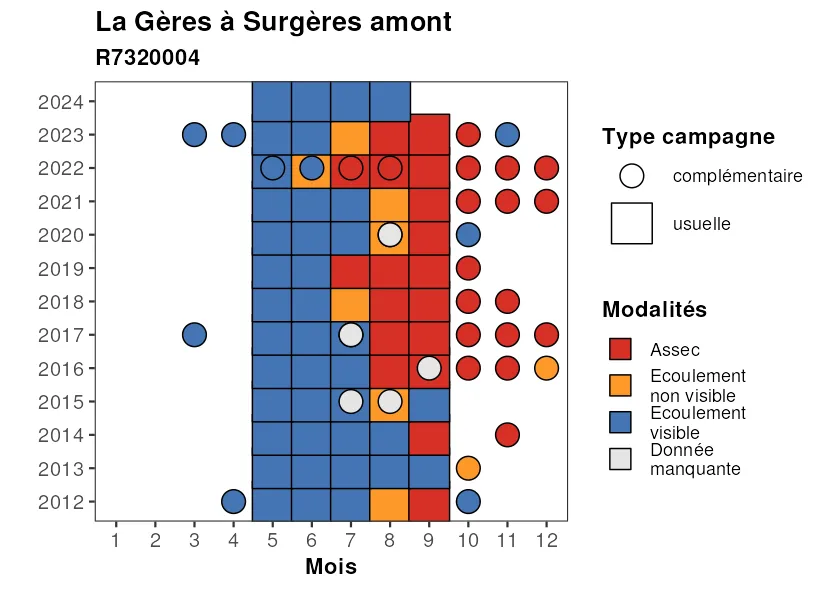 La Gères à Surgères amont
R7320004
2024
2023
2022
2021
2020
2019
2018
2017
2016
2015
2014
2013
2012
1 2 3 4 5 6 7 8 9 10 11 12
Mois
Type campagne
complémentaire
usuelle
Modalités
Assec
Ecoulement
non visible
Ecoulement
visible
Donnée
manquante